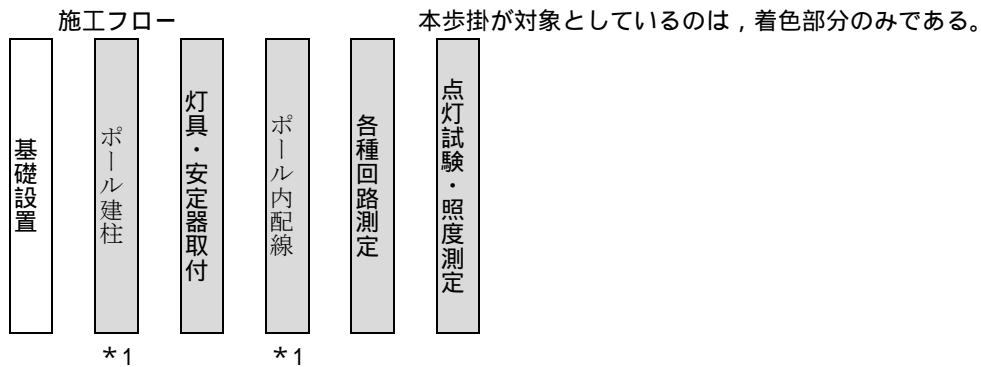 施工フロー
本歩掛が対象としているのは，着色部分のみである。
基礎設置
ポール建柱
灯具・安定器取付
ポール内配線
各種回路測定
点灯試験・照度測定
＊1
＊1